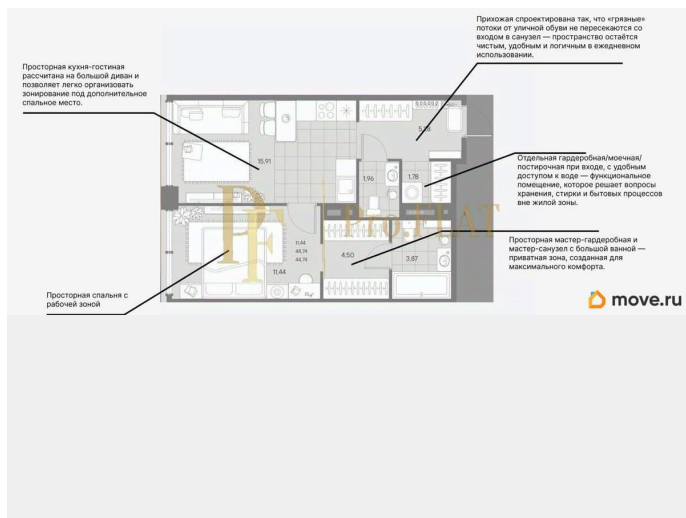 Прихожая спроектирована так, что «грязные»
потоки от уличной обуви не пересекаются со
входом в санузел — пространство остаётся
чистым, удобным и логичным в ежедневном
использовании.
Просторная кухня-гостиная
рассчитана на большой диван и
позволяет легко организовать
зонирование под дополнительное
спальное место.
15,91
1,96
1,78
Отдельная гардеробная/моечная/
постирочная при входе, с удобным
доступом к воде — функциональное
помещение, которое решает вопросы
хранения, стирки и бытовых процессов
вне жилой зоны.
PF Pro.FLAT
11,44
44,74
44,74
11,44
4,50
3,87
Просторная мастер-гардеробная и
мастер-санузел с большой ванной —
приватная зона, созданная для
максимального комфорта.
Просторная спальня с
рабочей зоной
move.ru